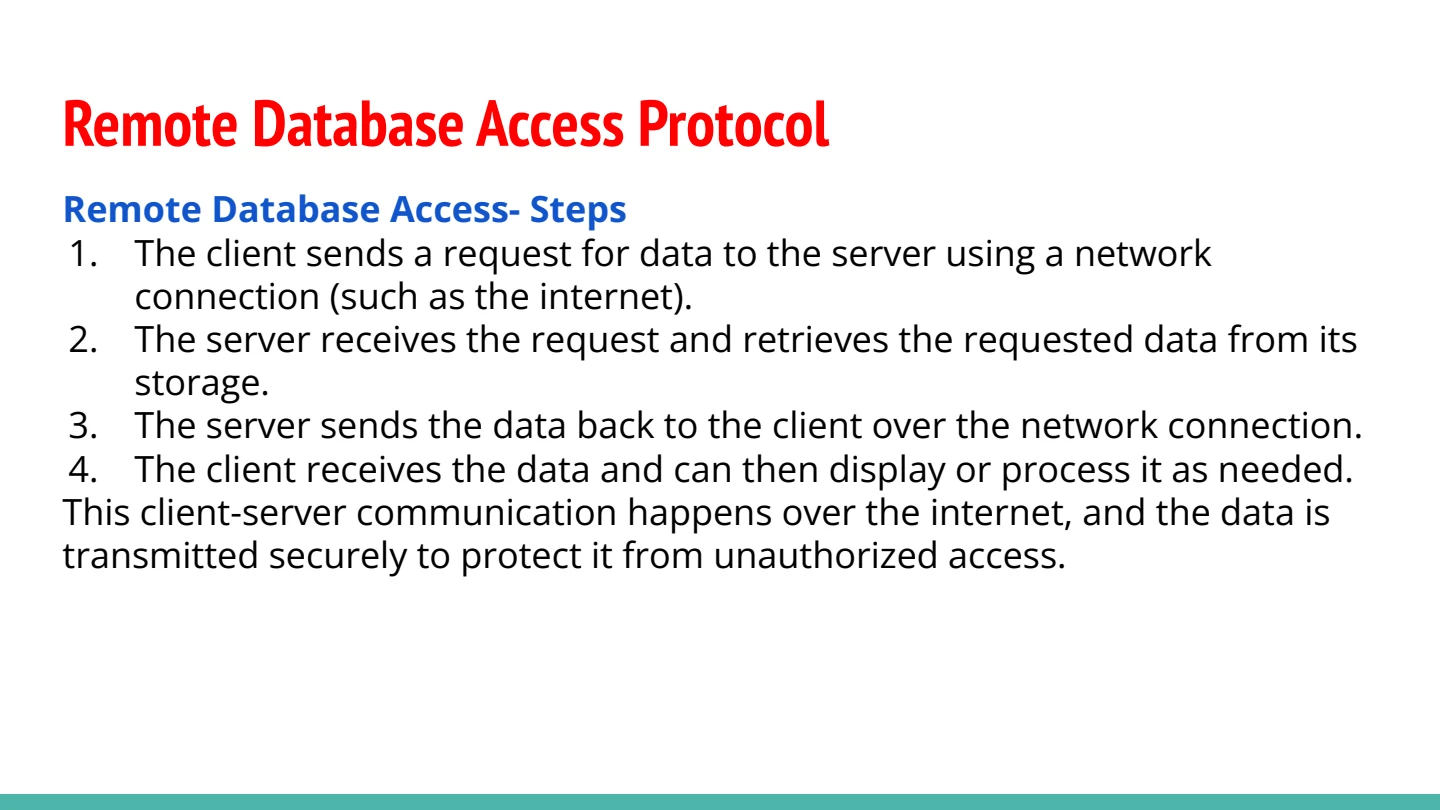 Remote Database Access Protocol
Remote Database Access- Steps
1. The client sends a request for data to the server using a network
connection (such as the internet).
2. The server receives the request and retrieves the requested data from its
storage.
3. The server sends the data back to the client over the network connection.
4. The client receives the data and can then display or process it as needed.
This client-server communication happens over the internet, and the data is
transmitted securely to protect it from unauthorized access.